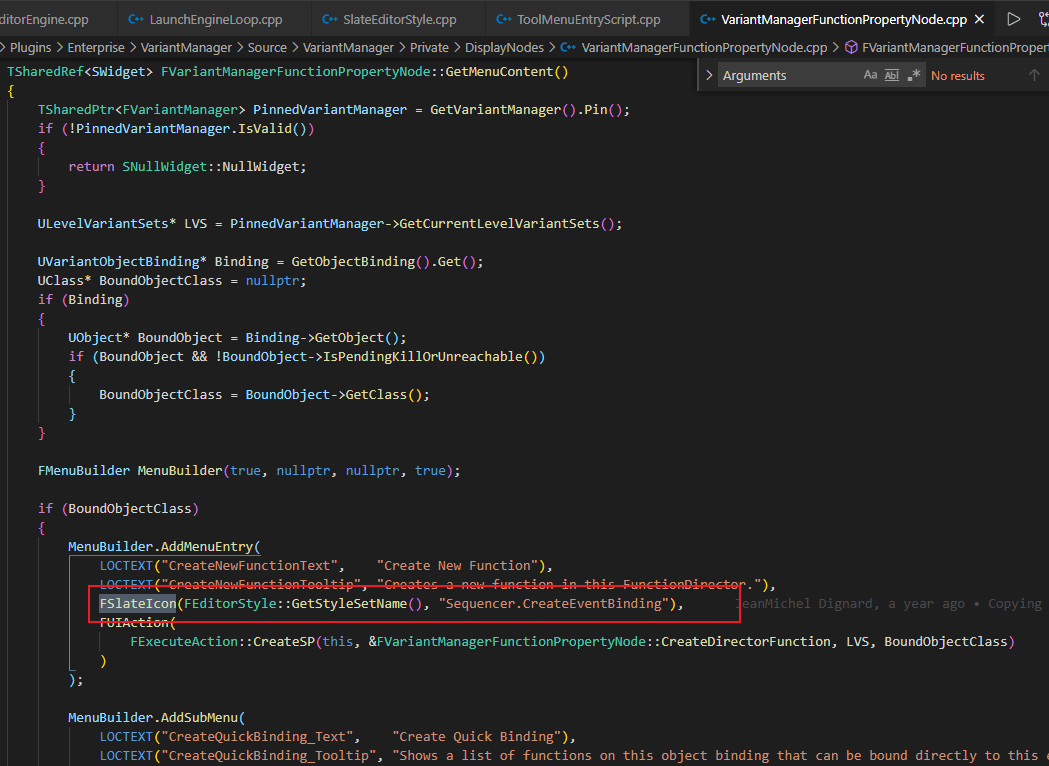 ditorEngine.cpp LaunchEngineLoop.cpp SlateEditorStyle.cpp ToolMenuEntryScript.cpp VariantManagerFunctionPropertyNode.cpp
Plugins > Enterprise > VariantManager > Source > VariantManager > Private > DisplayNodes > VariantManagerFunctionPropertyNode.cpp > FVariantManagerFunctionProper
TSharedRef<SWidget> FVariantManagerFunctionPropertyNode::GetMenuContent()
Arguments Aa Abl .* No results
{
TSharedPtr<FVariantManager> PinnedVariantManager = GetVariantManager().Pin();
if (!PinnedVariantManager.IsValid())
{
return SNullWidget::NullWidget;
}
ULevelVariantSets* LVS = PinnedVariantManager->GetCurrentLevelVariantSets();
UVariantObjectBinding* Binding = GetObjectBinding().Get();
UClass* BoundObjectClass = nullptr;
if (Binding)
{
UObject* BoundObject = Binding->GetObject();
if (BoundObject && !BoundObject->IsPendingKillOrUnreachable())
{
BoundObjectClass = BoundObject->GetClass();
}
}
FMenuBuilder MenuBuilder(true, nullptr, nullptr, true);
if (BoundObjectClass)
{
MenuBuilder.AddMenuEntry(
LOCTEXT("CreateNewFunctionText", "Create New Function"),
LOCTEXT("CreateNewFunctionTooltip", "Creates a new function in this FunctionDirector."),
FSlateIcon(FEditorStyle::GetStyleSetName(), "Sequencer.CreateEventBinding"), JeanMichel Dignard, a year ago • Copying
FUIAction(
FExecuteAction::CreateSP(this, &FVariantManagerFunctionPropertyNode::CreateDirectorFunction, LVS, BoundObjectClass)
)
);
MenuBuilder.AddSubMenu(
LOCTEXT("CreateQuickBinding_Text", "Create Quick Binding"),
LOCTEXT("CreateQuickBinding_Tooltip", "Shows a list of functions on this object binding that can be bound directly to this e